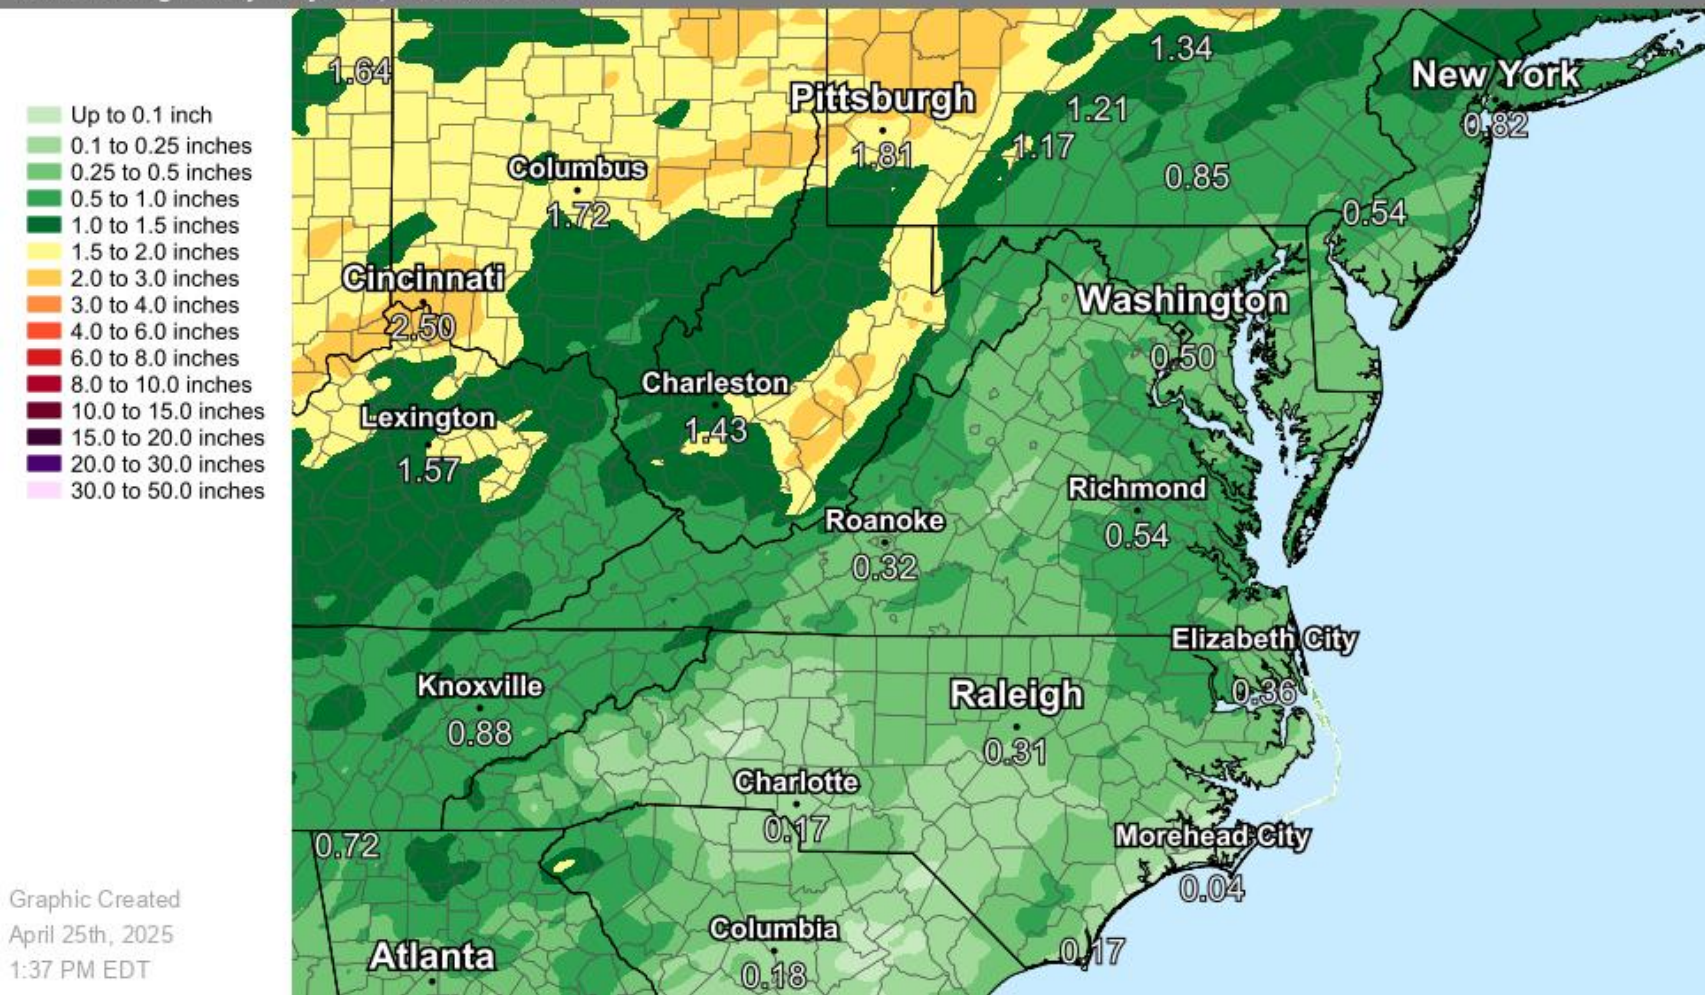 Up to 0.1 inch
0.1 to 0.25 inches
0.25 to 0.5 inches
0.5 to 1.0 inches
1.0 to 1.5 inches
1.5 to 2.0 inches
2.0 to 3.0 inches
3.0 to 4.0 inches
4.0 to 6.0 inches
6.0 to 8.0 inches
8.0 to 10.0 inches
10.0 to 15.0 inches
15.0 to 20.0 inches
20.0 to 30.0 inches
30.0 to 50.0 inches
Graphic Created
April 25th, 2025
1:37 PM EDT
1.64
1.34
New York
0.82
Pittsburgh
1.81
1.21
1.17
0.85
Columbus
1.72
0.54
Cincinnati
2.50
Washington
0.50
Charleston
1.43
Lexington
1.57
Richmond
0.54
Roanoke
0.32
Elizabeth City
0.36
Knoxville
0.88
Raleigh
0.31
Charlotte
0.17
Morehead City
0.04
0.72
Columbia
0.18
0.17
Atlanta